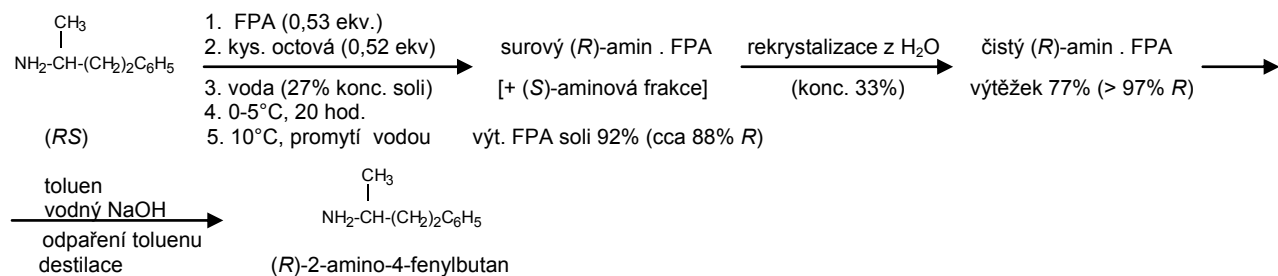 CH3
NH2-CH-(CH2)2C6H5
(RS)
1. FPA (0,53 ekv.)
2. kys. octová (0,52 ekv)
3. voda (27% konc. soli)
4. 0-5°C, 20 hod.
5. 10°C, promytí vodou
surový (R)-amin . FPA
[+ (S)-aminová frakce]
výt. FPA soli 92% (cca 88% R)
rekrystalizace z H2O
(konc. 33%)
čistý (R)-amin . FPA
výtěžek 77% (> 97% R)
toluen
vodný NaOH
odpaření toluenu
destilace
CH3
NH2-CH-(CH2)2C6H5
(R)-2-amino-4-fenylbutan